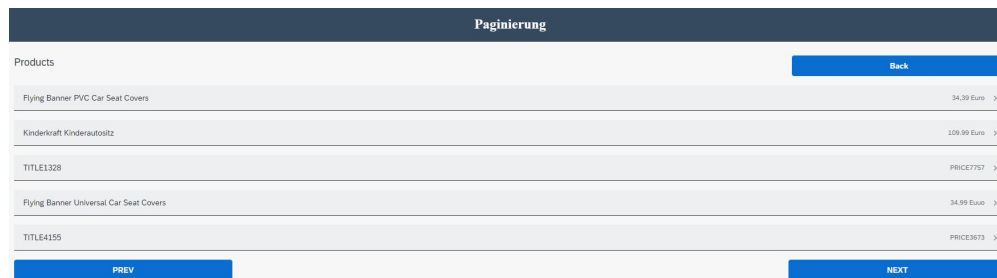 Paginierung
Products
Back
Flying Banner PVC Car Seat Covers 34,39 Euro
Kinderkraft Kinderautositz 109.99 Euro
TITLE1328 PRICE7757
Flying Banner Universal Car Seat Covers 34,99 Euuo
TITLE4155 PRICE3673
PREV NEXT